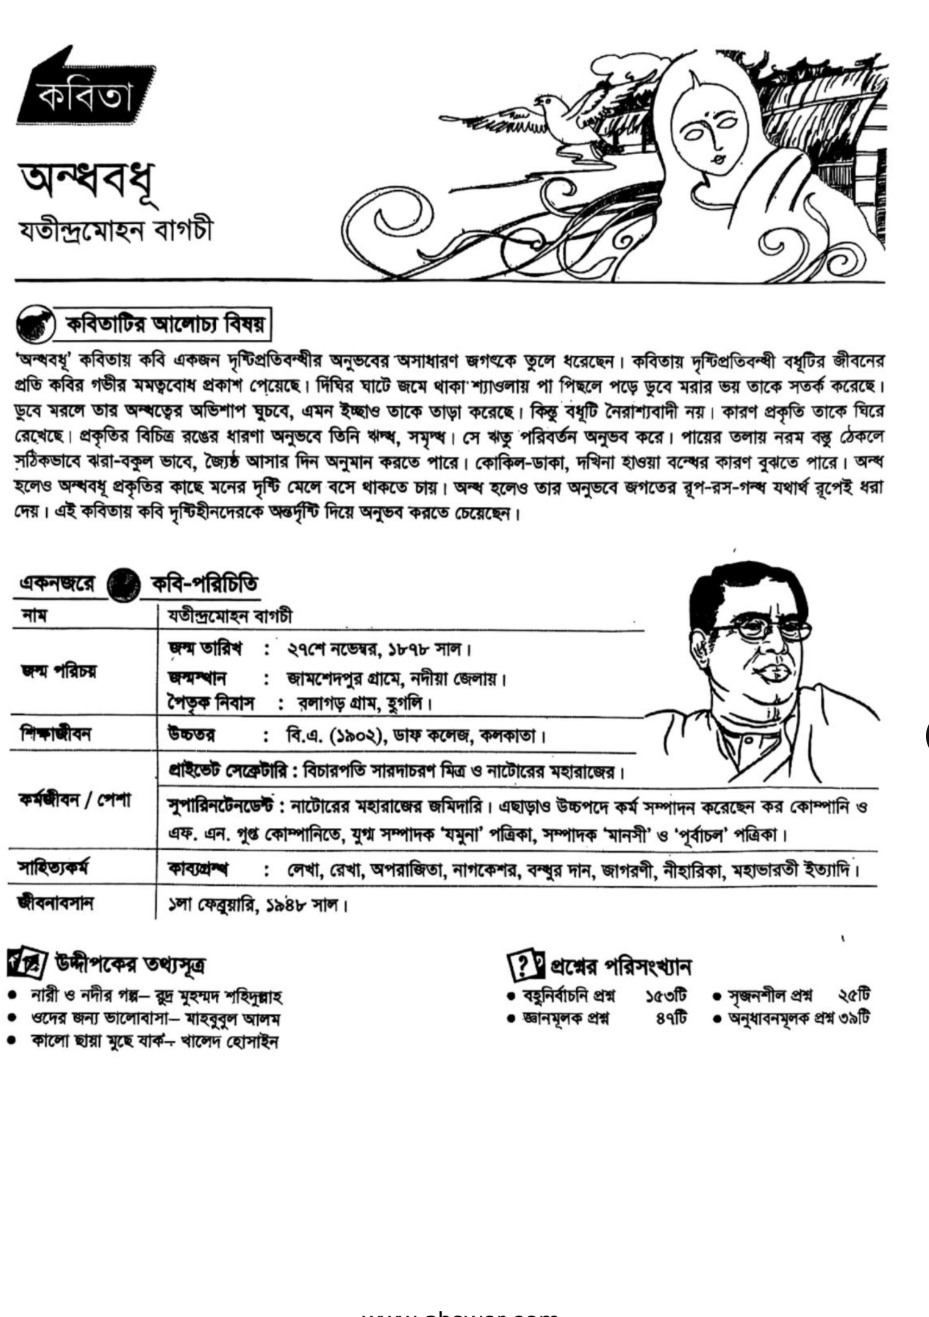 কবিতা
অন্ধবধূ
যতীন্দ্রমোহন বাগচী
কবিতাটির আলোচ্য বিষয়
'অন্ধবধূ' কবিতায় কবি একজন দৃষ্টিপ্রতিবন্ধীর অনুভবের অসাধারণ জগৎকে তুলে ধরেছেন। কবিতায় দৃষ্টিপ্রতিবন্ধী বধূটির জীবনের
প্রতি কবির গভীর মমত্ববোধ প্রকাশ পেয়েছে। দিঘির ঘাটে জমে থাকা শ্যাওলায় পা পিছলে পড়ে ডুবে মরার ভয় তাকে সতর্ক করেছে।
ডুবে মরলে তার অন্ধত্বের অভিশাপ ঘুচবে, এমন ইচ্ছাও তাকে তাড়া করেছে। কিন্তু বধূটি নৈরাশ্যবাদী নয়। কারণ প্রকৃতি তাকে ঘিরে
রেখেছে। প্রকৃতির বিচিত্র রঙের ধারণা অনুভবে তিনি ঋদ্ধ, সমৃদ্ধ। সে ঋতু পরিবর্তন অনুভব করে। পায়ের তলায় নরম বস্তু ঠেকলে
সঠিকভাবে ঝরা-বকুল ভাবে, জ্যৈষ্ঠ আসার দিন অনুমান করতে পারে। কোকিল-ডাকা, দখিনা হাওয়া বন্ধের কারণ বুঝতে পারে। অন্ধ
হলেও অন্ধবধূ প্রকৃতির কাছে মনের দৃষ্টি মেলে বসে থাকতে চায়। অন্ধ হলেও তার অনুভবে জগতের রূপ-রস-গন্ধ যথার্থ রূপেই ধরা
দেয়। এই কবিতায় কবি দৃষ্টিহীনদেরকে অন্তর্দৃষ্টি দিয়ে অনুভব করতে চেয়েছেন।
একনজরে কবি-পরিচিতি
নাম যতীন্দ্রমোহন বাগচী
জন্ম পরিচয়
জন্ম তারিখ : ২৭শে নভেম্বর, ১৮৭৮ সাল।
জন্মস্থান : জামশেদপুর গ্রামে, নদীয়া জেলায়।
পৈতৃক নিবাস : বলাগড় গ্রাম, হুগলি।
শিক্ষাজীবন উচ্চতর : বি.এ. (১৯০২), ডাফ কলেজ, কলকাতা।
কর্মজীবন / পেশা
প্রাইভেট সেক্রেটারি : বিচারপতি সারদাচরণ মিত্র ও নাটোরের মহারাজের।
সুপারিনটেনডেন্ট : নাটোরের মহারাজের জমিদারি। এছাড়াও উচ্চপদে কর্ম সম্পাদন করেছেন কর কোম্পানি ও
এফ. এন. গুপ্ত কোম্পানিতে, যুগ্ম সম্পাদক 'যমুনা' পত্রিকা, সম্পাদক 'মানসী' ও 'পূর্বাচল' পত্রিকা।
সাহিত্যকর্ম কাব্যগ্রন্থ : লেখা, রেখা, অপরাজিতা, নাগকেশর, বন্ধুর দান, জাগরণী, নীহারিকা, মহাভারতী ইত্যাদি।
জীবনাবসান ১লা ফেব্রুয়ারি, ১৯৪৮ সাল।
উদ্দীপকের তথ্যসূত্র
● নারী ও নদীর গল্প– রুদ্র মুহম্মদ শহিদুল্লাহ
● ওদের জন্য ভালোবাসা– মাহবুবুল আলম
● কালো ছায়া মুছে যাক– খালেদ হোসাইন
প্রশ্নের পরিসংখ্যান
● বহুনির্বাচনি প্রশ্ন ১৫৩টি ● সৃজনশীল প্রশ্ন ২৫টি
● জ্ঞানমূলক প্রশ্ন ৪৭টি ● অনুধাবনমূলক প্রশ্ন ৩৯টি